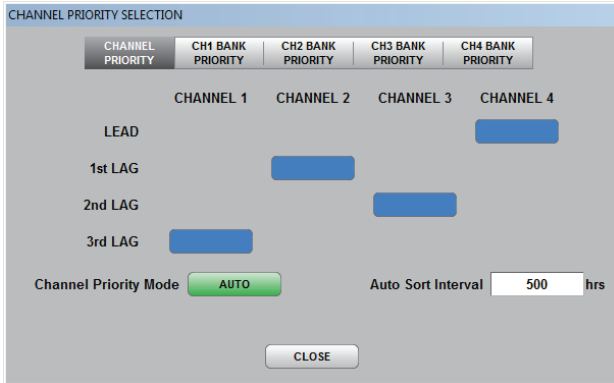 CHANNEL PRIORITY SELECTION
CHANNEL PRIORITY
CH1 BANK PRIORITY
CH2 BANK PRIORITY
CH3 BANK PRIORITY
CH4 BANK PRIORITY
CHANNEL 1 CHANNEL 2 CHANNEL 3 CHANNEL 4
LEAD
1st LAG
2nd LAG
3rd LAG
Channel Priority Mode AUTO Auto Sort Interval 500 hrs
CLOSE